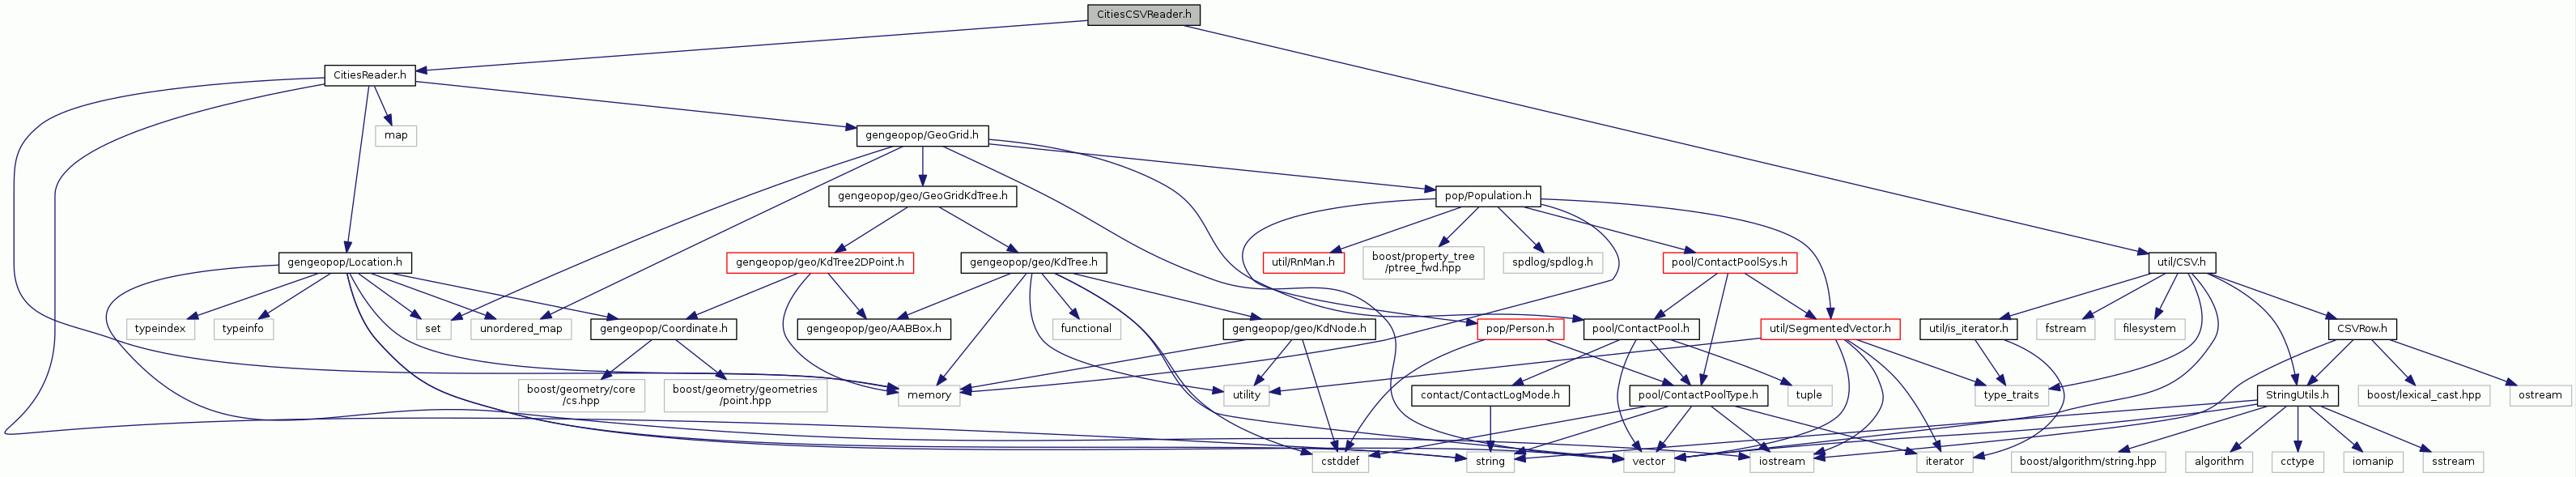 CitiesCSVReader.h
CitiesReader.h
map
gengeopop/GeoGrid.h
gengeopop/geo/GeoGridKdTree.h
pop/Population.h
gengeopop/Location.h
gengeopop/geo/KdTree2DPoint.h
gengeopop/geo/KdTree.h
util/RnMan.h
boost/property_tree
/ptree_fwd.hpp
spdlog/spdlog.h
pool/ContactPoolSys.h
util/CSV.h
typeindex
typeinfo
set
unordered_map
gengeopop/Coordinate.h
gengeopop/geo/AABBox.h
functional
gengeopop/geo/KdNode.h
pop/Person.h
pool/ContactPool.h
util/SegmentedVector.h
util/is_iterator.h
fstream
filesystem
CSVRow.h
boost/geometry/core
/cs.hpp
boost/geometry/geometries
/point.hpp
memory
utility
contact/ContactLogMode.h
pool/ContactPoolType.h
tuple
type_traits
StringUtils.h
boost/lexical_cast.hpp
ostream
cstddef
string
vector
iostream
iterator
boost/algorithm/string.hpp
algorithm
cctype
iomanip
sstream